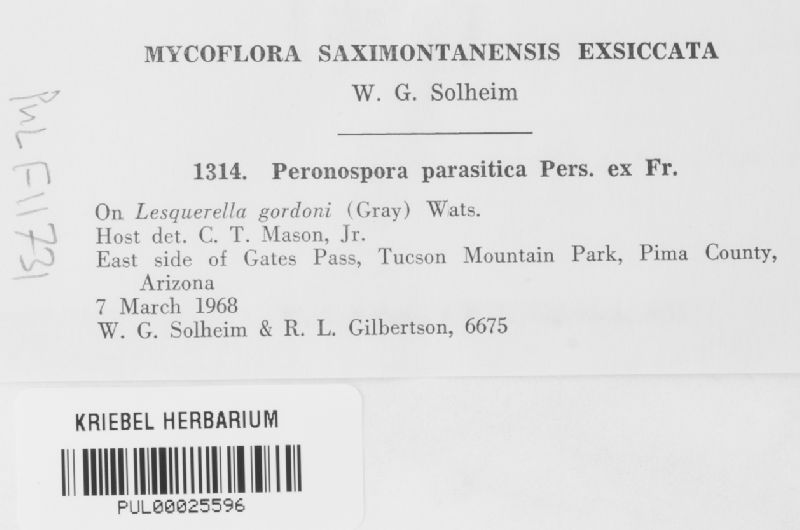 MYCOFLORA SAXIMONTANENSIS EXSICCATA
W. G. Solheim
1314. Peronospora parasitica Pers. ex Fr.
On Lesquerella gordoni (Gray) Wats.
Host det. C. T. Mason, Jr.
East side of Gates Pass, Tucson Mountain Park, Pima County,
Arizona
7 March 1968
W. G. Solheim & R. L. Gilbertson, 6675
PUL F11731
KRIEBEL HERBARIUM
PUL00025596